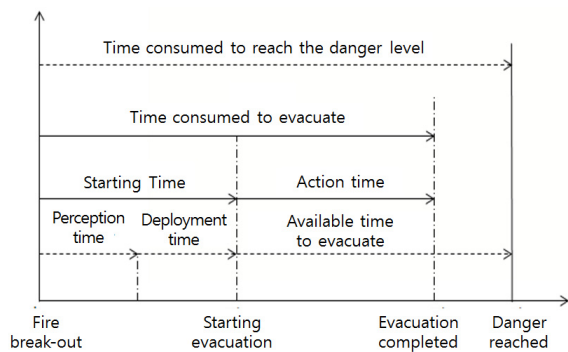 Time consumed to reach the danger level
Time consumed to evacuate
Starting Time
Action time
Perception
time
Deployment
time
Available time
to evacuate
Fire
break-out
Starting
evacuation
Evacuation
completed
Danger
reached